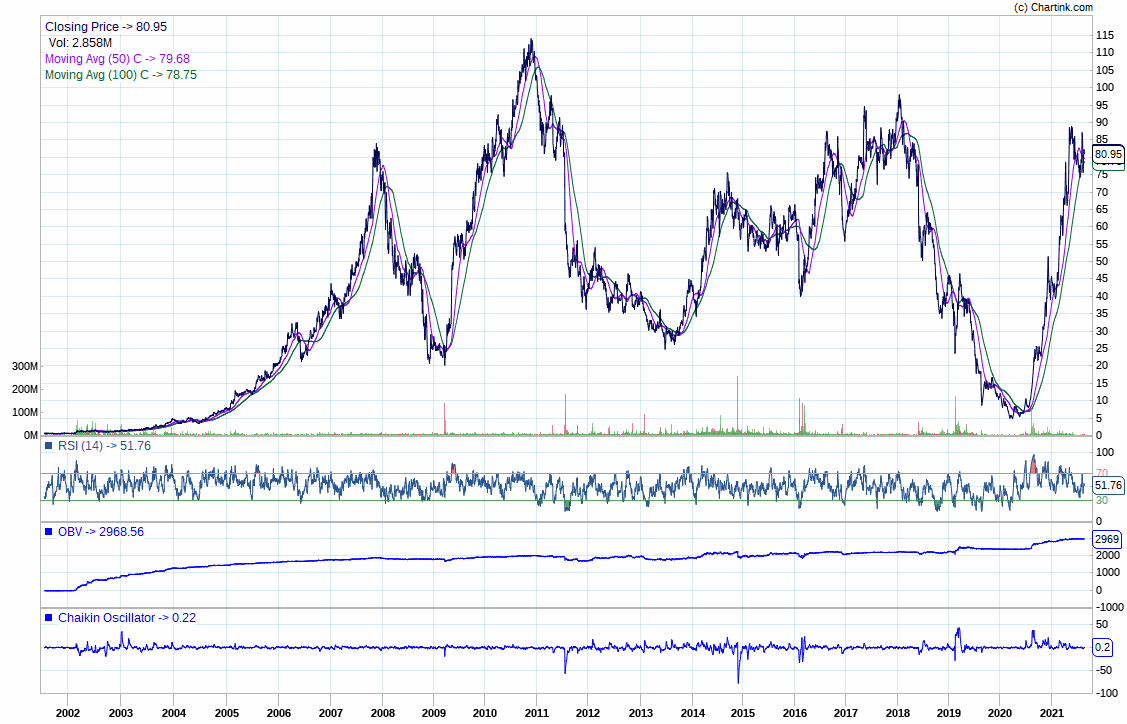 (c) Chartink.com
Closing Price -> 80.95
Vol: 2.858M
Moving Avg (50) C -> 79.68
Moving Avg (100) C -> 78.75
115
110
105
100
95
90
85
80.95
75
70
65
60
55
50
45
40
35
30
25
20
15
10
5
0
300M
200M
100M
0M
RSI (14) -> 51.76
100
70
51.76
30
0
OBV -> 2968.56
2969
2000
1000
0
-1000
Chaikin Oscillator -> 0.22
50
0.2
-50
-100
2002 2003 2004 2005 2006 2007 2008 2009 2010 2011 2012 2013 2014 2015 2016 2017 2018 2019 2020 2021